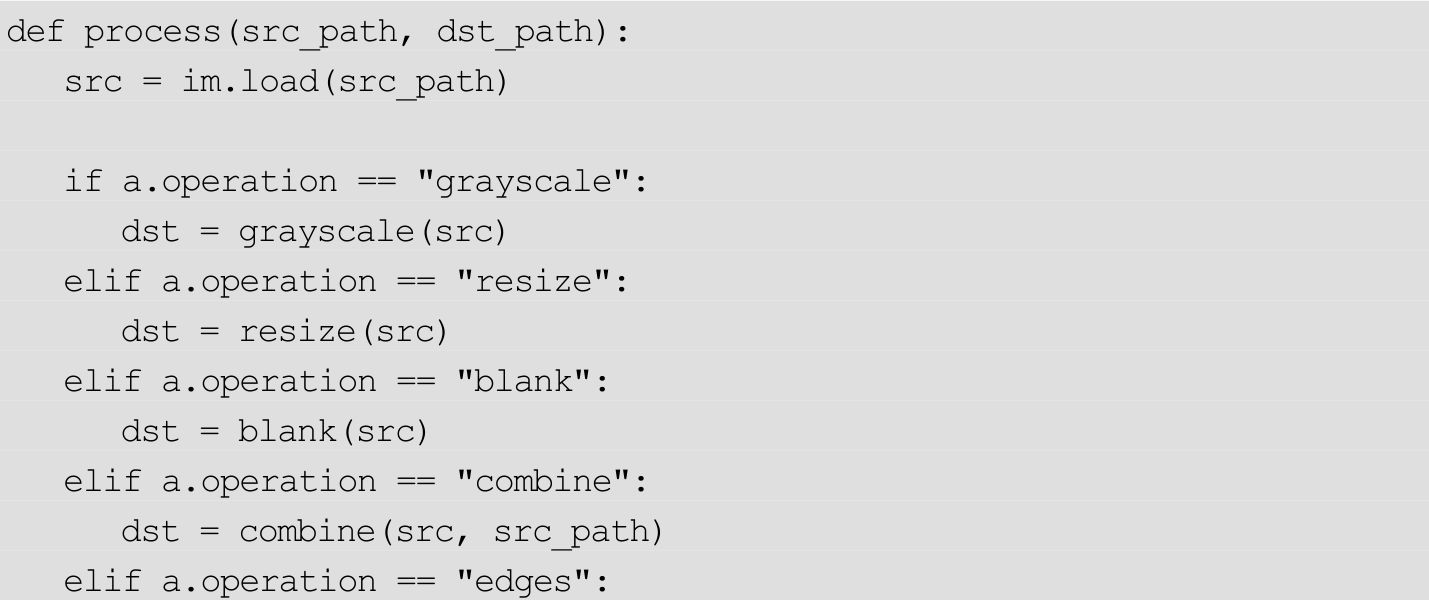 def process(src_path, dst_path):
src = im.load(src_path)
if a.operation == "grayscale":
dst = grayscale(src)
elif a.operation == "resize":
dst = resize(src)
elif a.operation == "blank":
dst = blank(src)
elif a.operation == "combine":
dst = combine(src, src_path)
elif a.operation == "edges":